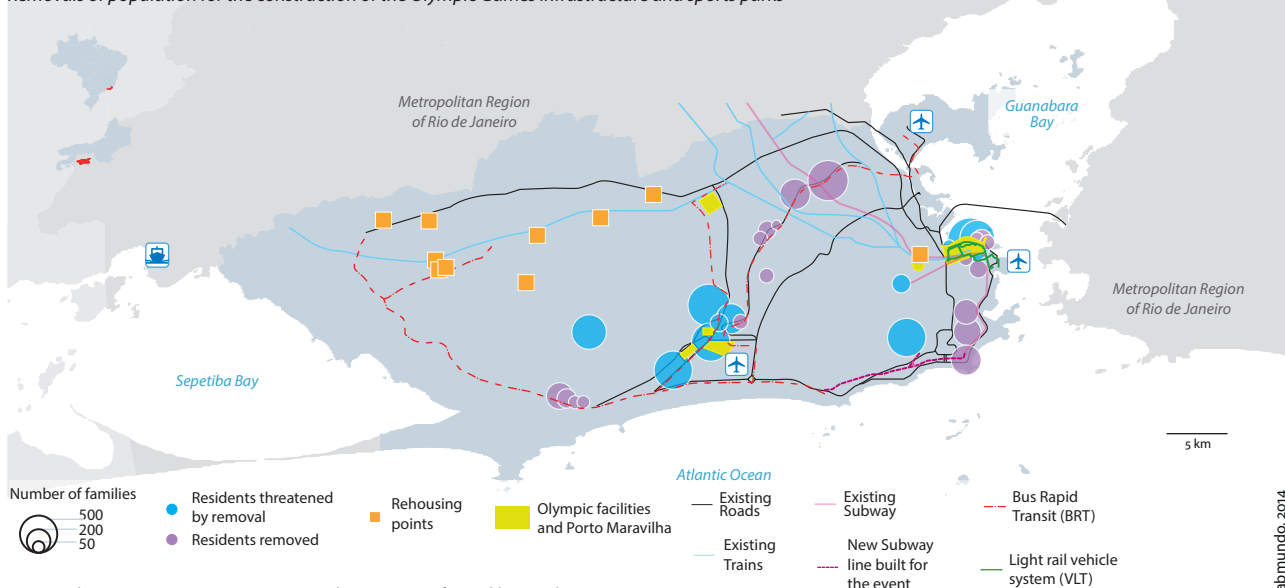 Metropolitan Region
of Rio de Janeiro
Guanabara
Bay
Metropolitan Region
of Rio de Janeiro
Sepetiba Bay
5 km
Atlantic Ocean
Number of families
500
200
50
Residents threatened
by removal
Residents removed
Rehousing
points
Olympic facilities
and Porto Maravilha
Existing
Roads
Existing
Trains
Existing
Subway
New Subway
line built for
the event
Bus Rapid
Transit (BRT)
Light rail vehicle
system (VLT)
2014